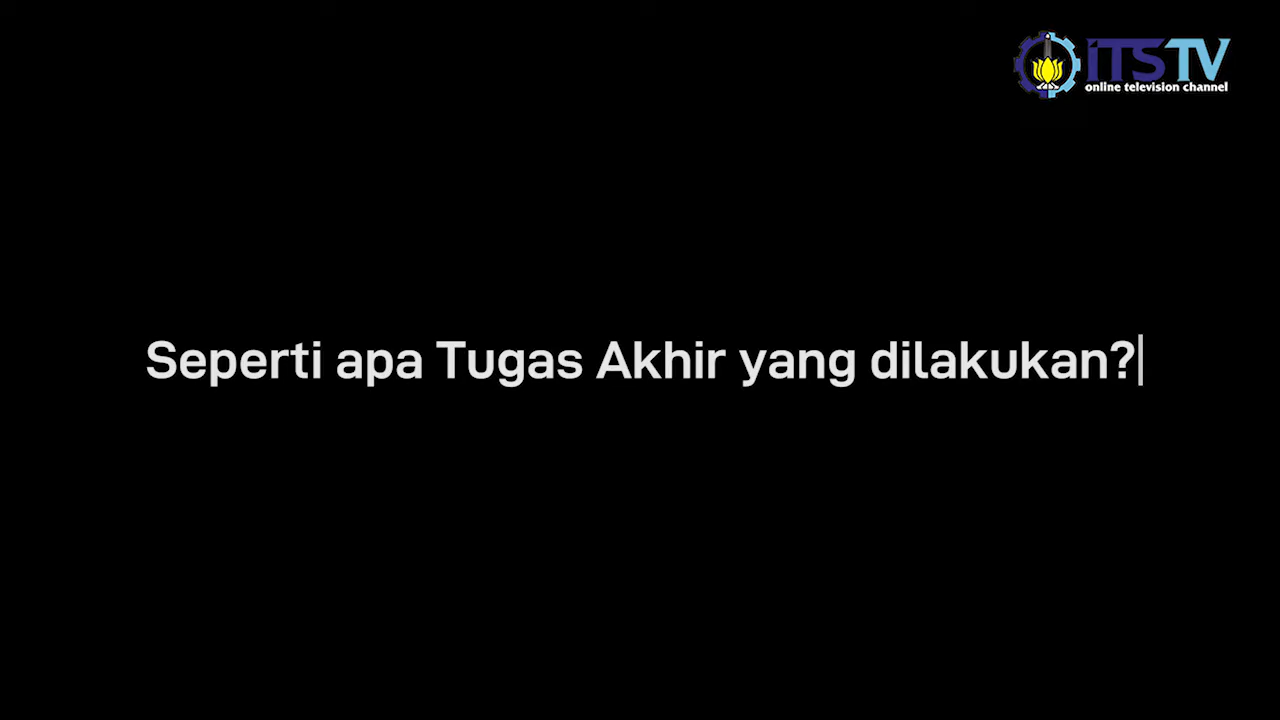 iTSTV
online television channel
Seperti apa Tugas Akhir yang dilakukan?